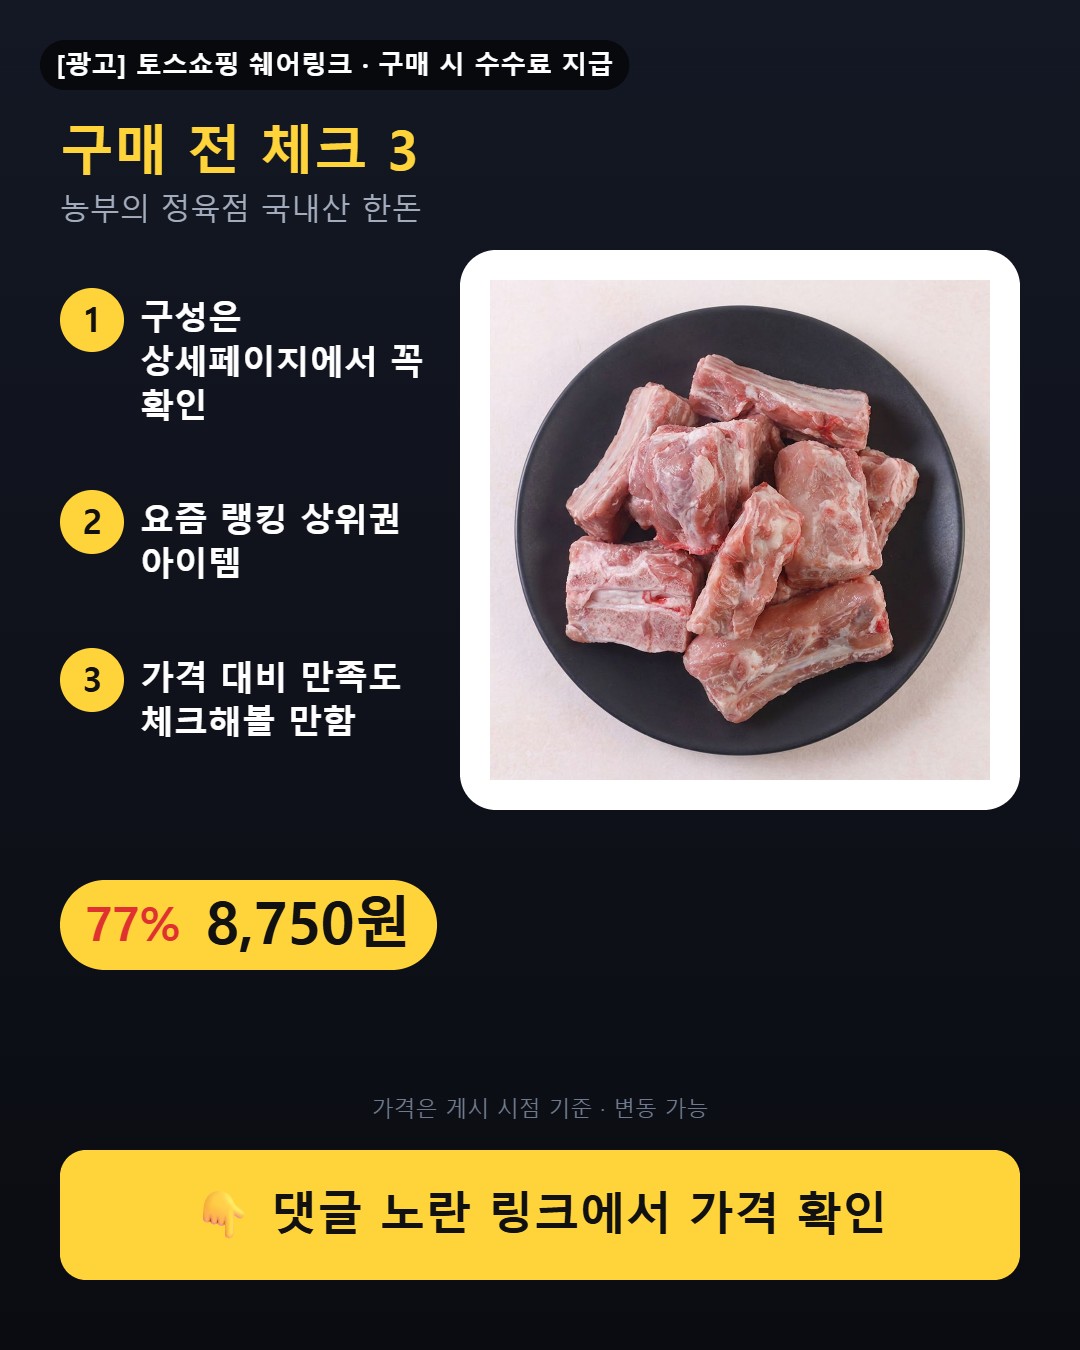 [광고] 토스쇼핑 쉐어링크 · 구매 시 수수료 지급
구매 전 체크 3
농부의 정육점 국내산 한돈
1 구성은
상세페이지에서 꼭
확인
2 요즘 랭킹 상위권
아이템
3 가격 대비 만족도
체크해볼 만함
77% 8,750원
가격은 게시 시점 기준 · 변동 가능
👇 댓글 노란 링크에서 가격 확인